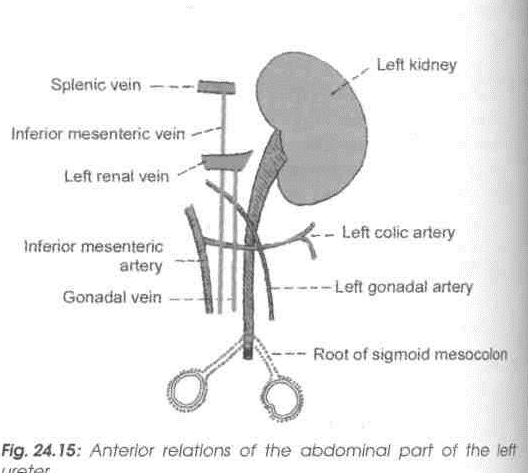 Left kidney
Splenic vein
Inferior mesenteric vein
Left renal vein
Left colic artery
Inferior mesenteric
artery
Left gonadal artery
Gonadal vein
Root of sigmoid mesocolon
Fig. 24.15: Anterior relations of the abdominal part of the left
ureter